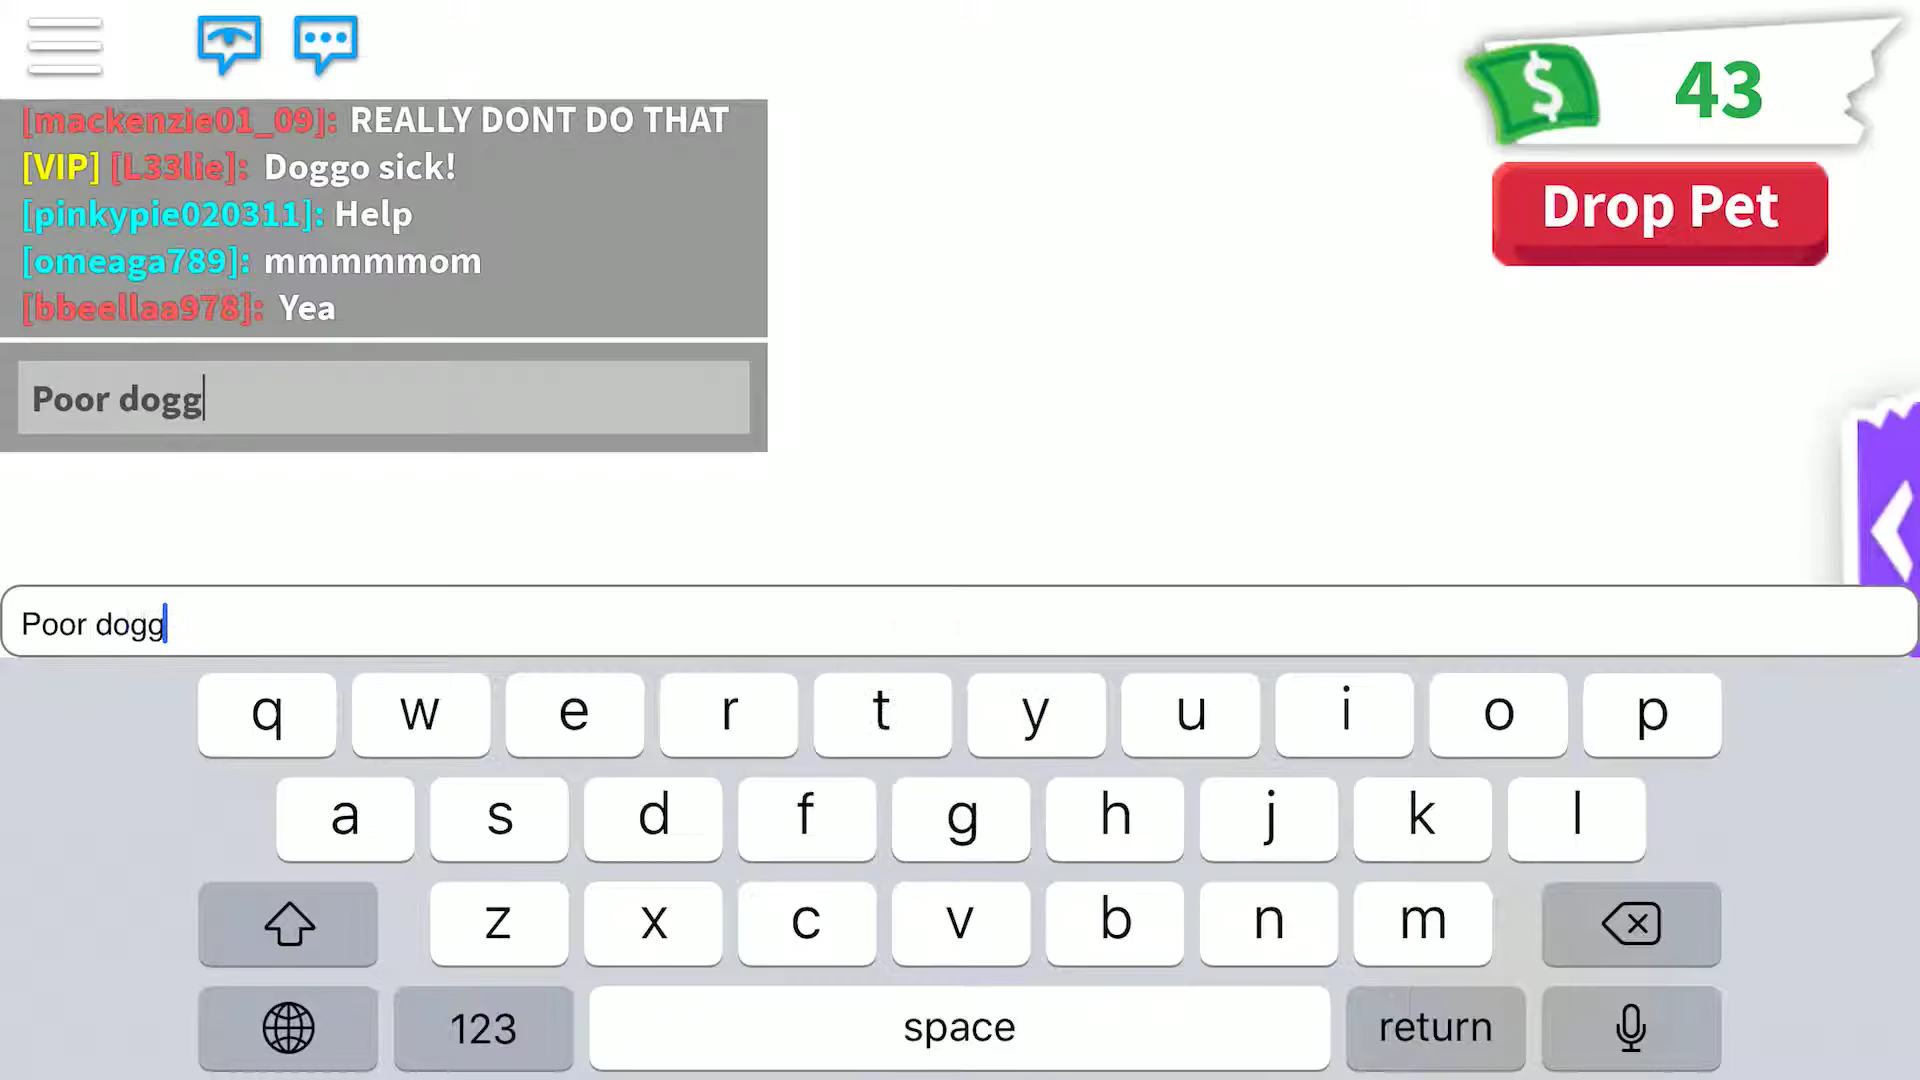 [mackenzie01_09]: REALLY DONT DO THAT
[VIP] [L33lie]: Doggo sick!
[pinkypie020311]: Help
[omeaga789]: mmmmmom
[bbeellaa978]: Yea
Poor dogg
43
Drop Pet
Poor dogg
q w e r t y u i o p
a s d f g h j k l
z x c v b n m
123 space return